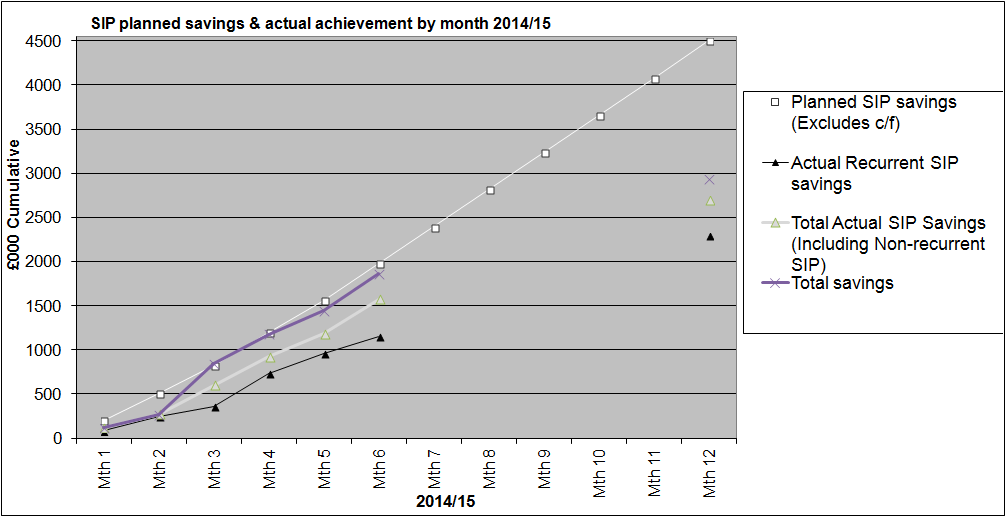 SIP planned savings & actual achievement by month 2014/15
4500
4000
3500
3000
2500
2000
1500
1000
500
0
£000 Cumulative
Mth 1
Mth 2
Mth 3
Mth 4
Mth 5
Mth 6
Mth 7
Mth 8
Mth 9
Mth 10
Mth 11
Mth 12
2014/15
Planned SIP savings
(Excludes c/f)
Actual Recurrent SIP
savings
Total Actual SIP Savings
(Including Non-recurrent
SIP)
Total savings